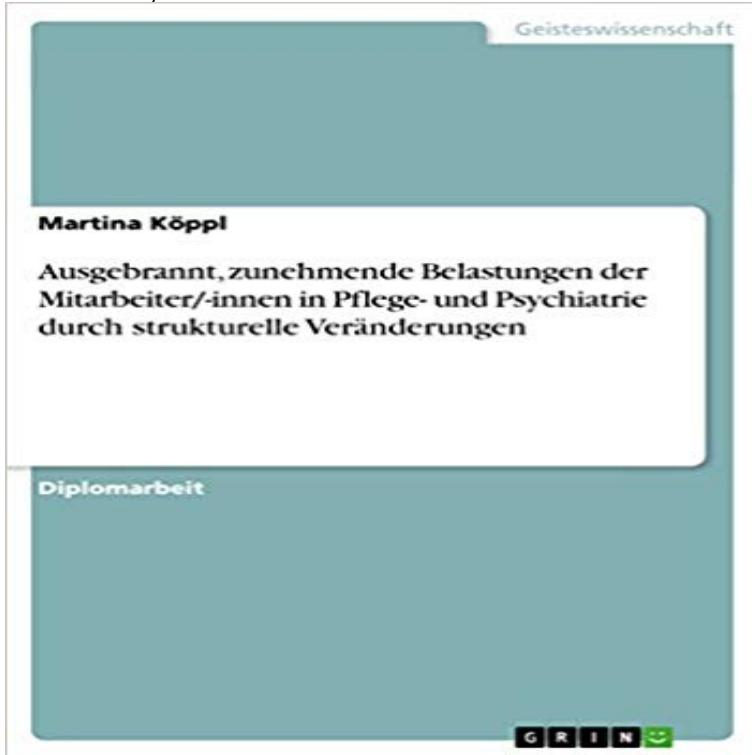 Geisteswissenschaft
Martina Köppl
Ausgebrannt, zunehmende Belastungen der
Mitarbeiter/-innen in Pflege- und Psychiatrie
durch strukturelle Veränderungen
Diplomarbeit
GRIN